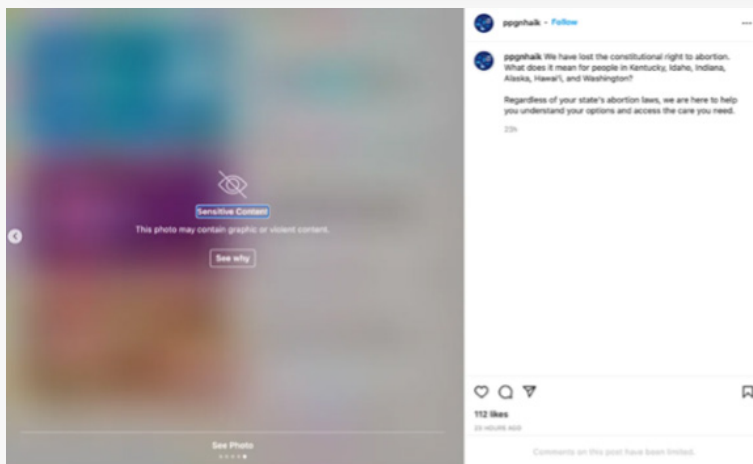 ppgnhaik • Follow
ppgnhaik We have lost the constitutional right to abortion.
What does it mean for people in Kentucky, Idaho, Indiana,
Alaska, Hawai'i, and Washington?
Regardless of your state's abortion laws, we are here to help
you understand your options and access the care you need.
23h
Sensitive Content
This photo may contain graphic or violent content.
See why
See Photo
112 likes
23 HOURS AGO
Comments on this post have been limited.